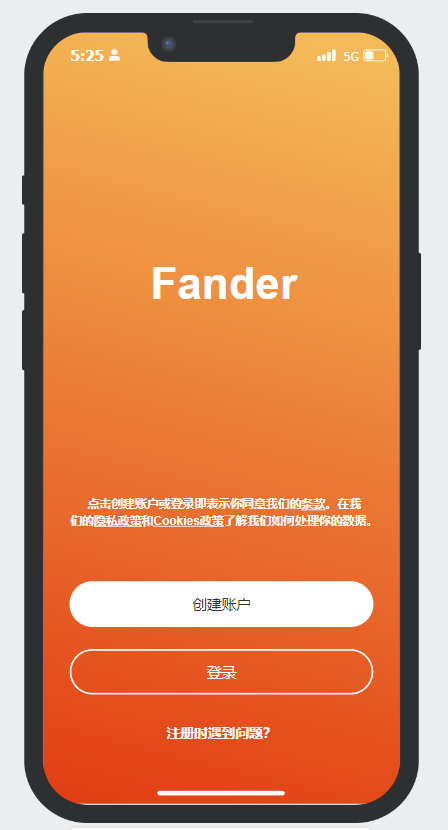 5:25
5G
Fander
点击创建账户或登录即表示你同意我们的条款。在我
们的隐私政策和Cookies政策了解我们如何处理你的数据。
创建账户
登录
注册时遇到问题？